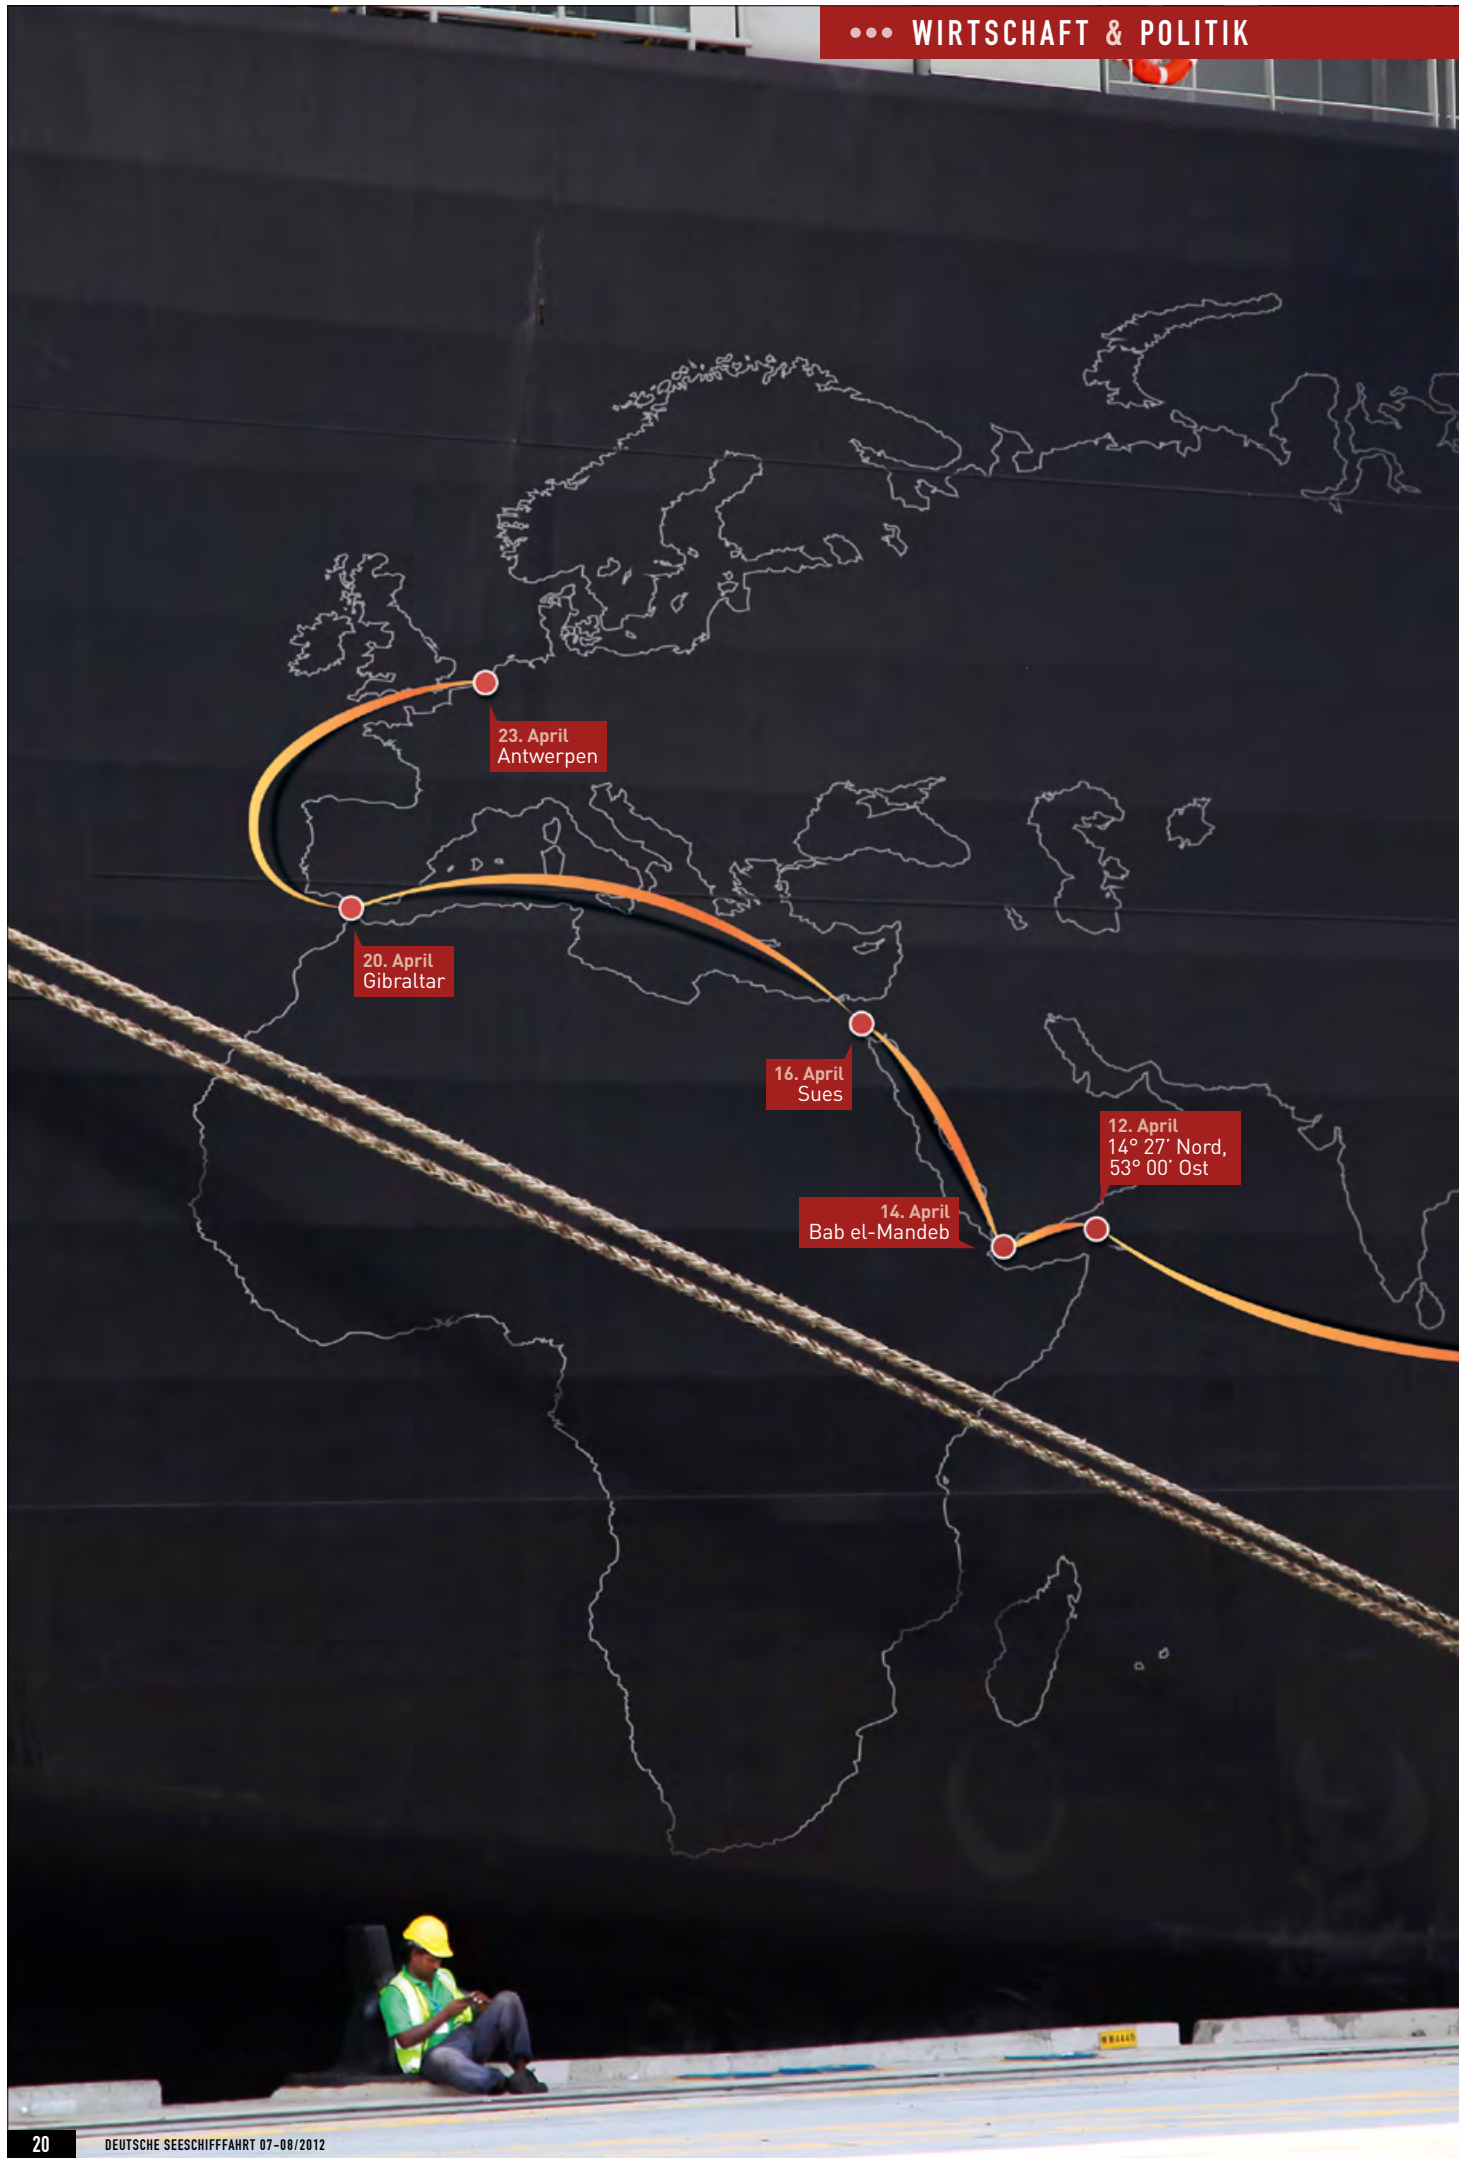 ••• WIRTSCHAFT & POLITIK
23. April
Antwerpen
20. April
Gibraltar
16. April
Sues
12. April
14° 27′ Nord,
53° 00′ Ost
14. April
Bab el-Mandeb
20
DEUTSCHE SEESCHIFFFAHRT 07-08/2012